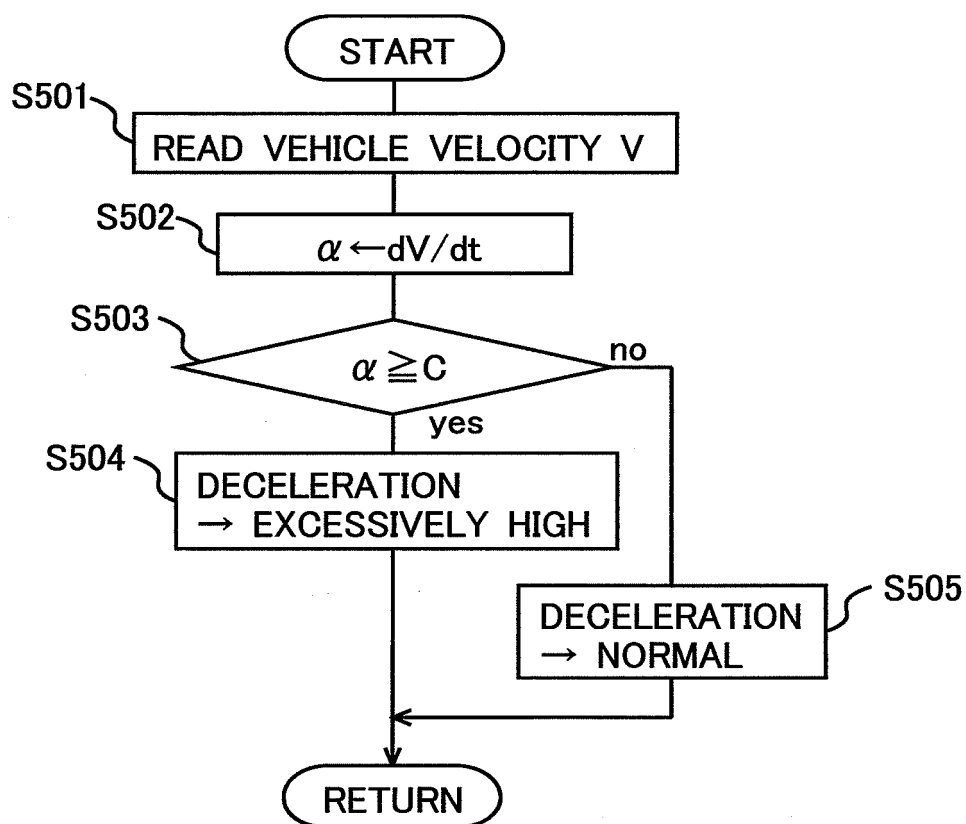 START
S501
READ VEHICLE VELOCITY V
S502
α←dV/dt
S503
α≧C
no
yes
S504
DECELERATION
→ EXCESSIVELY HIGH
S505
DECELERATION
→ NORMAL
RETURN